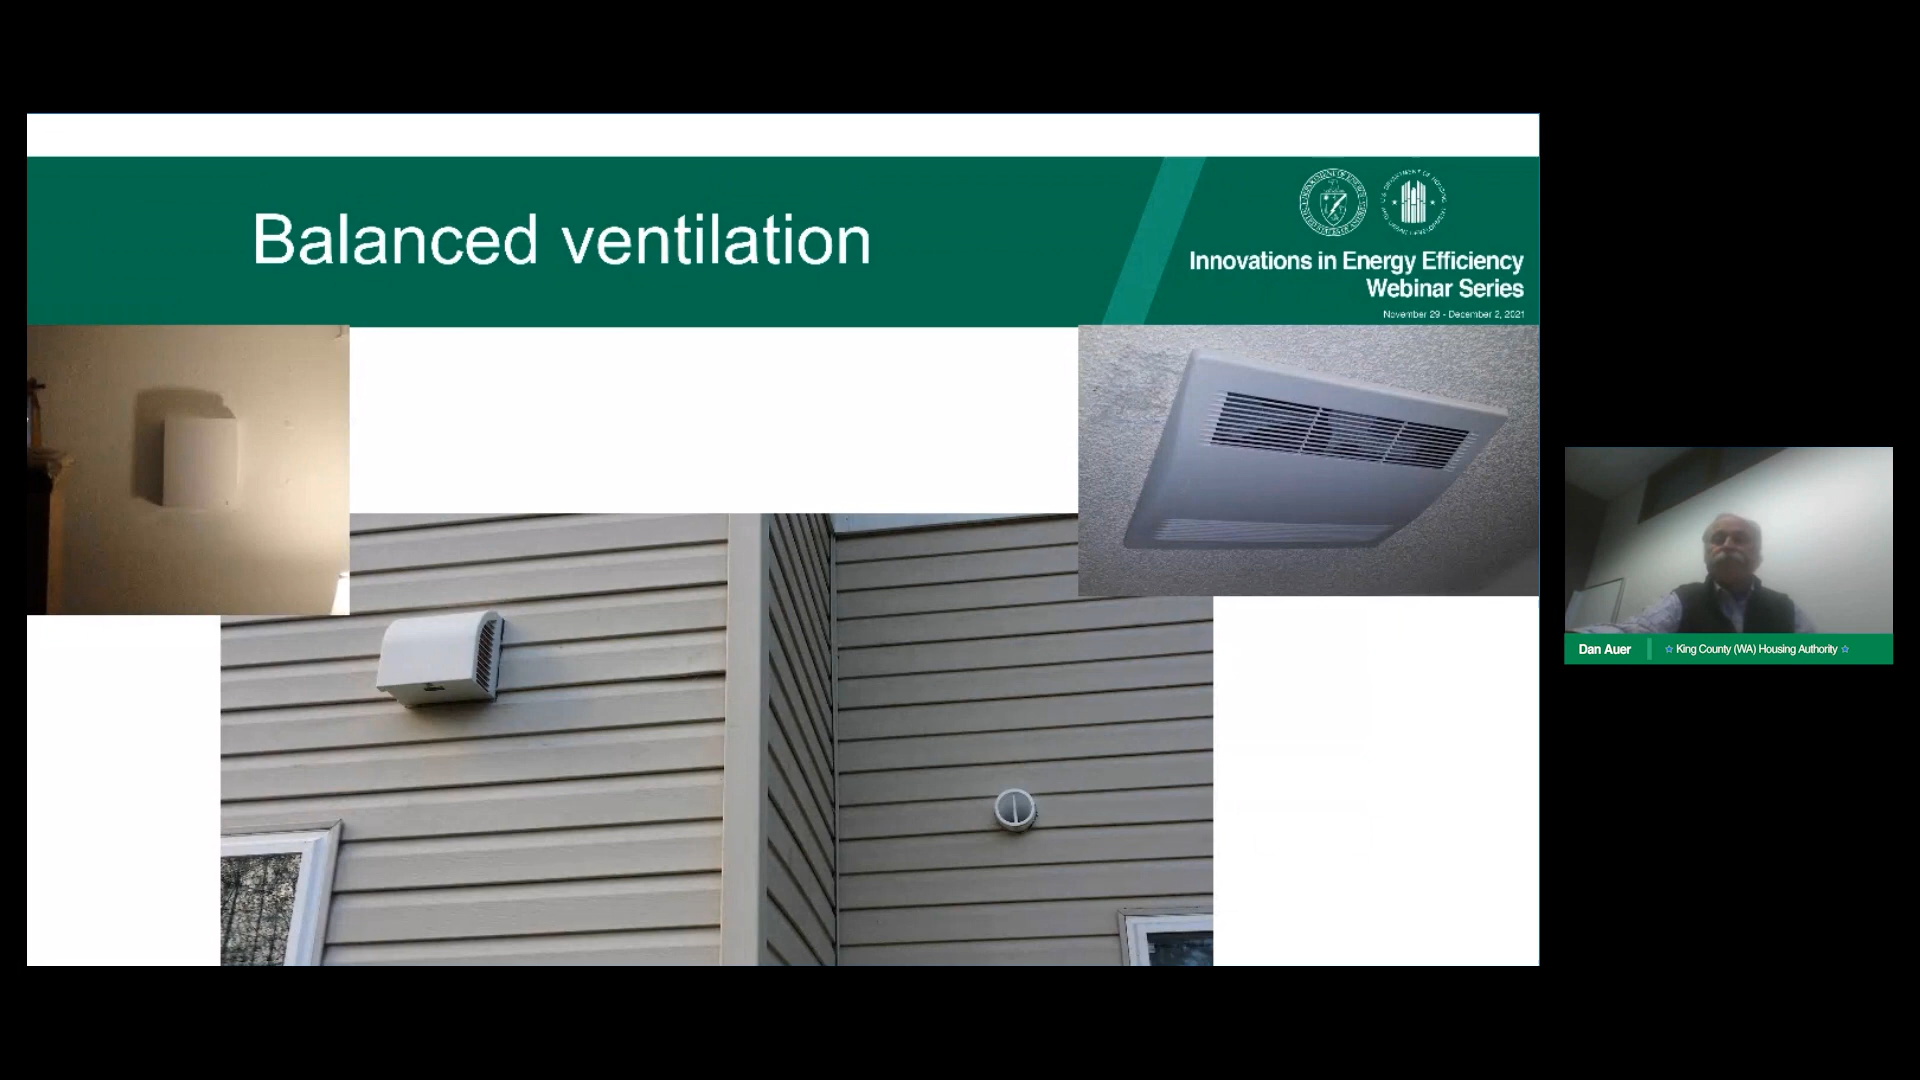 Balanced ventilation
Innovations in Energy Efficiency
Webinar Series
November 29 - December 2, 2021
Dan Auer
☆ King County (WA) Housing Authority ☆